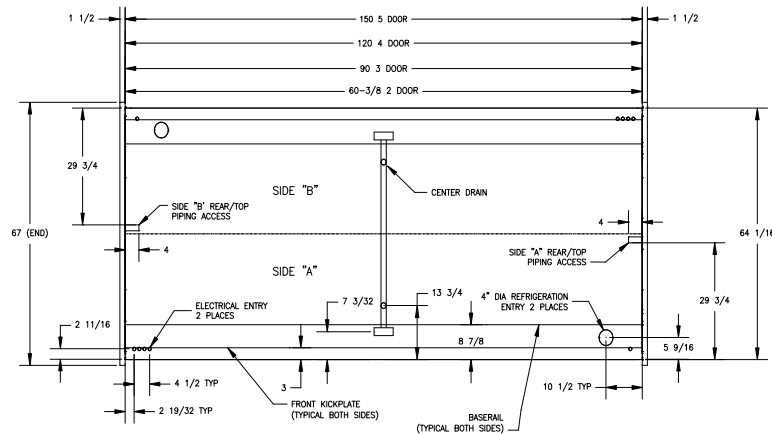 1 1/2
150 5 DOOR
1 1/2
120 4 DOOR
90 3 DOOR
60-3/8 2 DOOR
29 3/4
SIDE "B"
CENTER DRAIN
SIDE "B' REAR/TOP
PIPING ACCESS
4
67 (END)
4
64 1/16
SIDE "A" REAR/TOP
PIPING ACCESS
SIDE "A"
13 3/4
4" DIA REFRIGERATION
ENTRY 2 PLACES
29 3/4
ELECTRICAL ENTRY
2 PLACES
7 3/32
2 11/16
8 7/8
5 9/16
4 1/2 TYP
3
10 1/2 TYP
FRONT KICKPLATE
(TYPICAL BOTH SIDES)
2 19/32 TYP
BASERAIL
(TYPICAL BOTH SIDES)